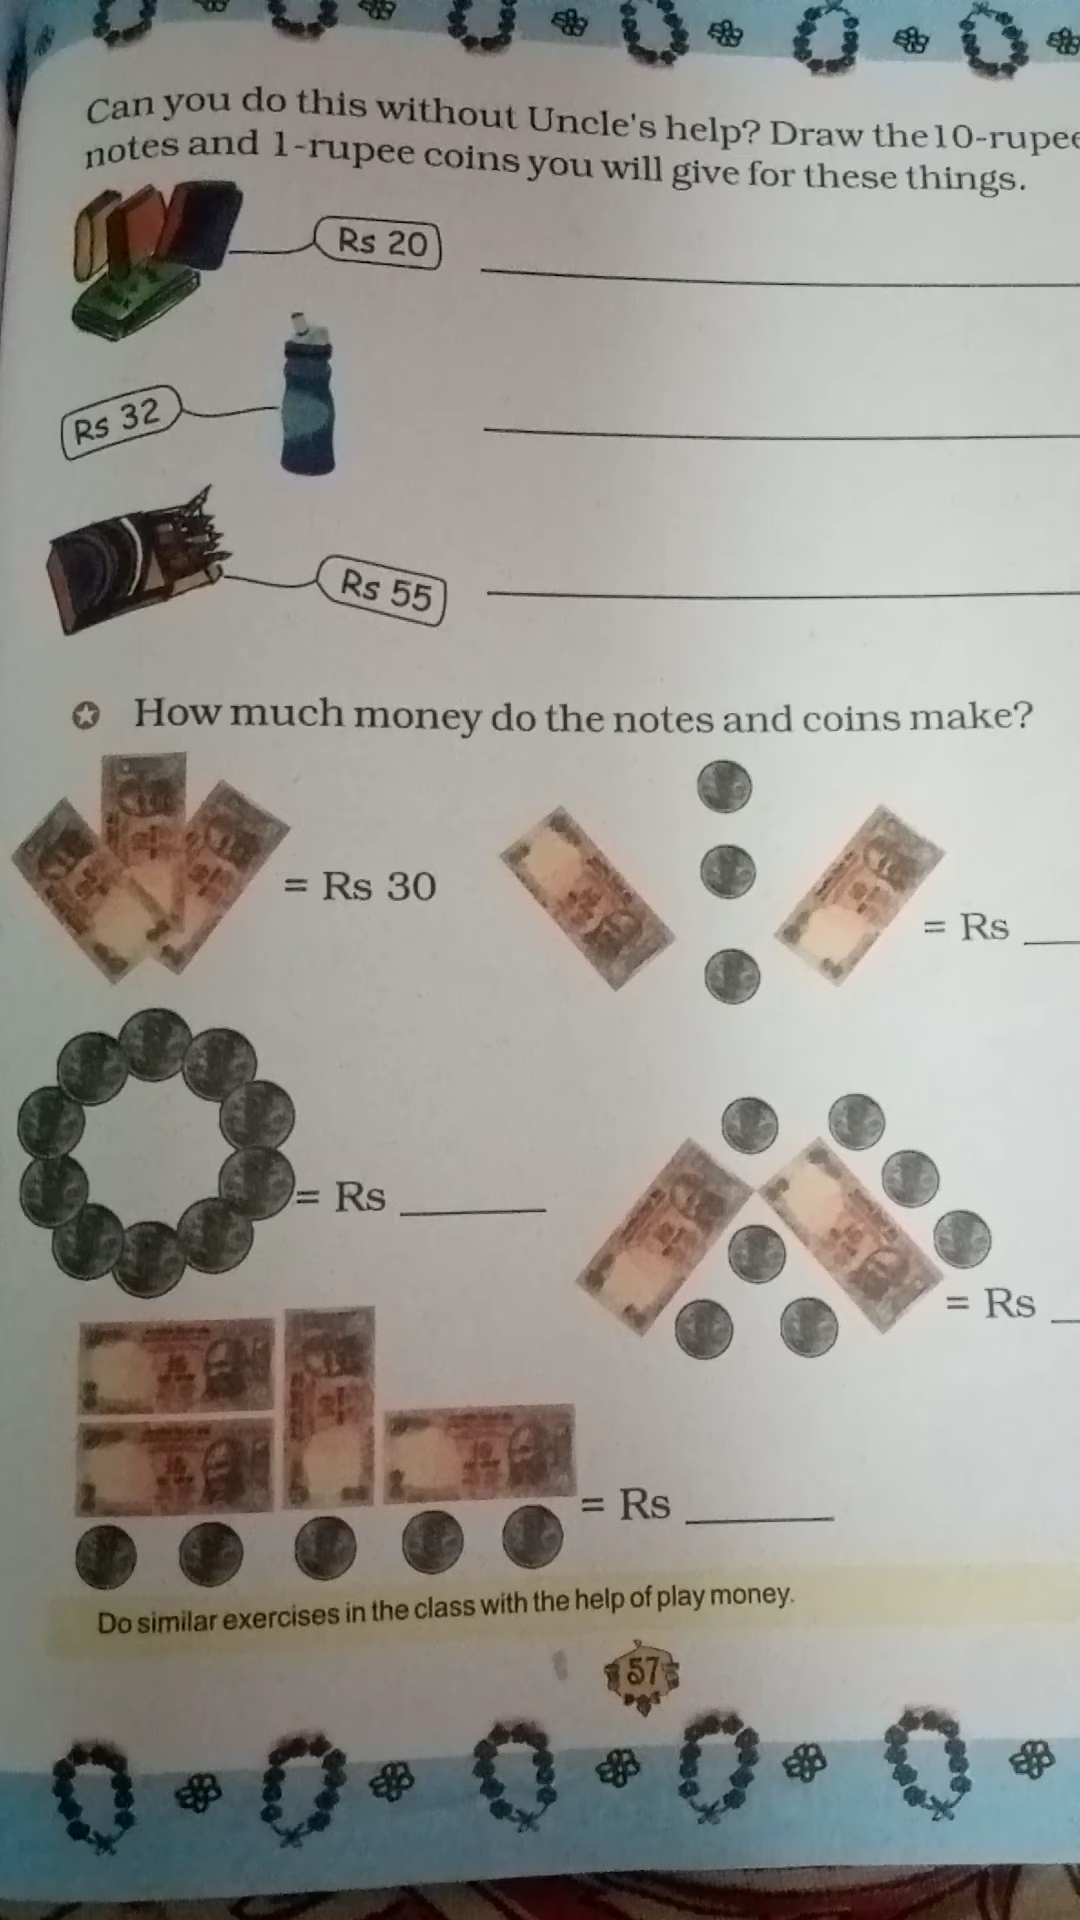 Can you do this without Uncle's help? Draw the 10-rupee
notes and 1-rupee coins you will give for these things.
Rs 20
Rs 32
Rs 55
How much money do the notes and coins make?
= Rs 30
= Rs
= Rs
= Rs
= Rs
Do similar exercises in the class with the help of play money.
57